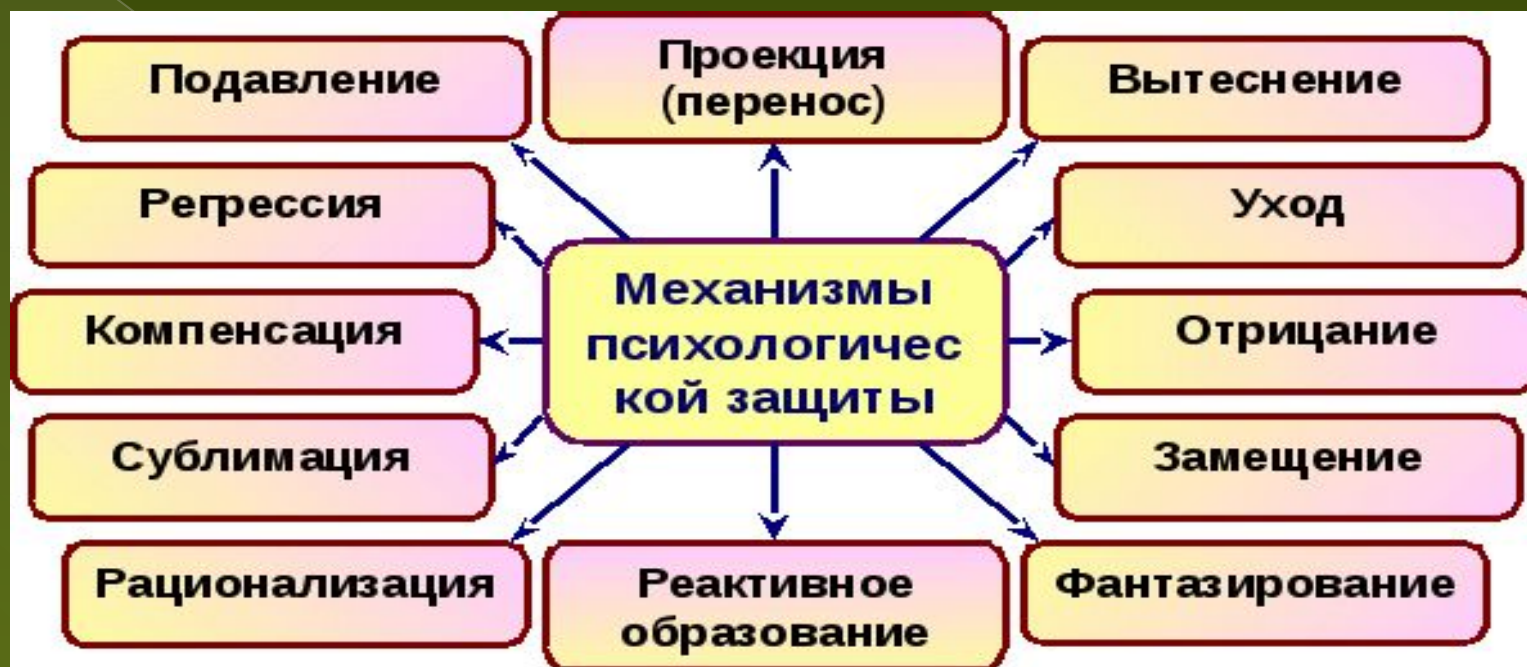 Подавление
Проекция
(перенос)
Вытеснение
Регрессия
Уход
Механизмы
психологичес
кой защиты
Компенсация
Отрицание
Сублимация
Замещение
Рационализация
Реактивное
образование
Фантазирование